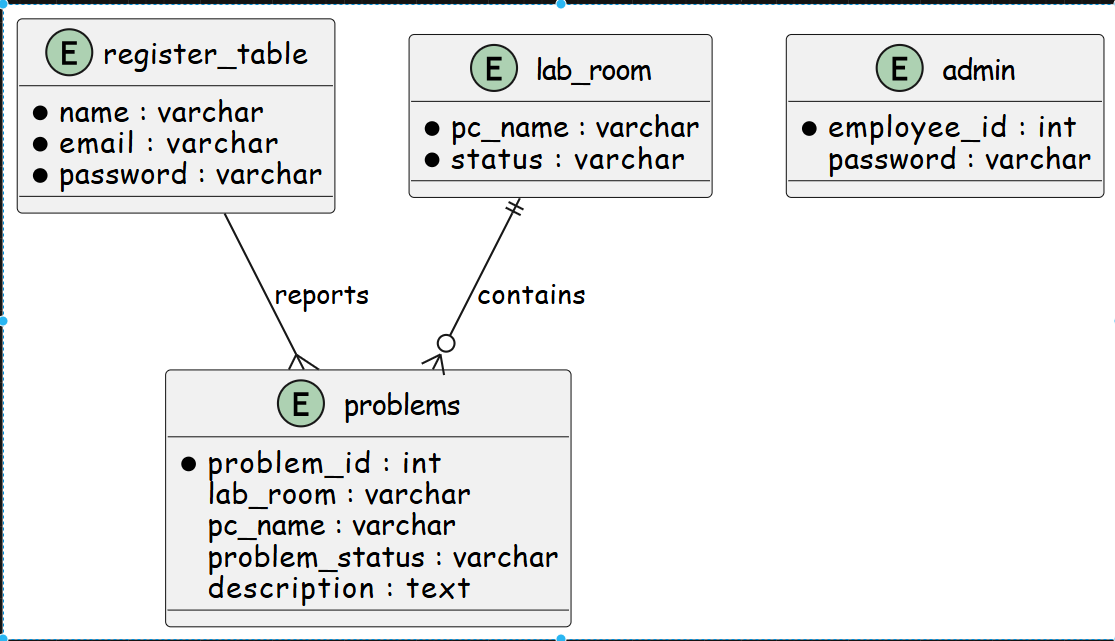 E register_table
name : varchar
email : varchar
password : varchar
E lab_room
pc_name : varchar
status : varchar
E admin
employee_id : int
password : varchar
reports
contains
E problems
problem_id : int
lab_room : varchar
pc_name : varchar
problem_status : varchar
description : text